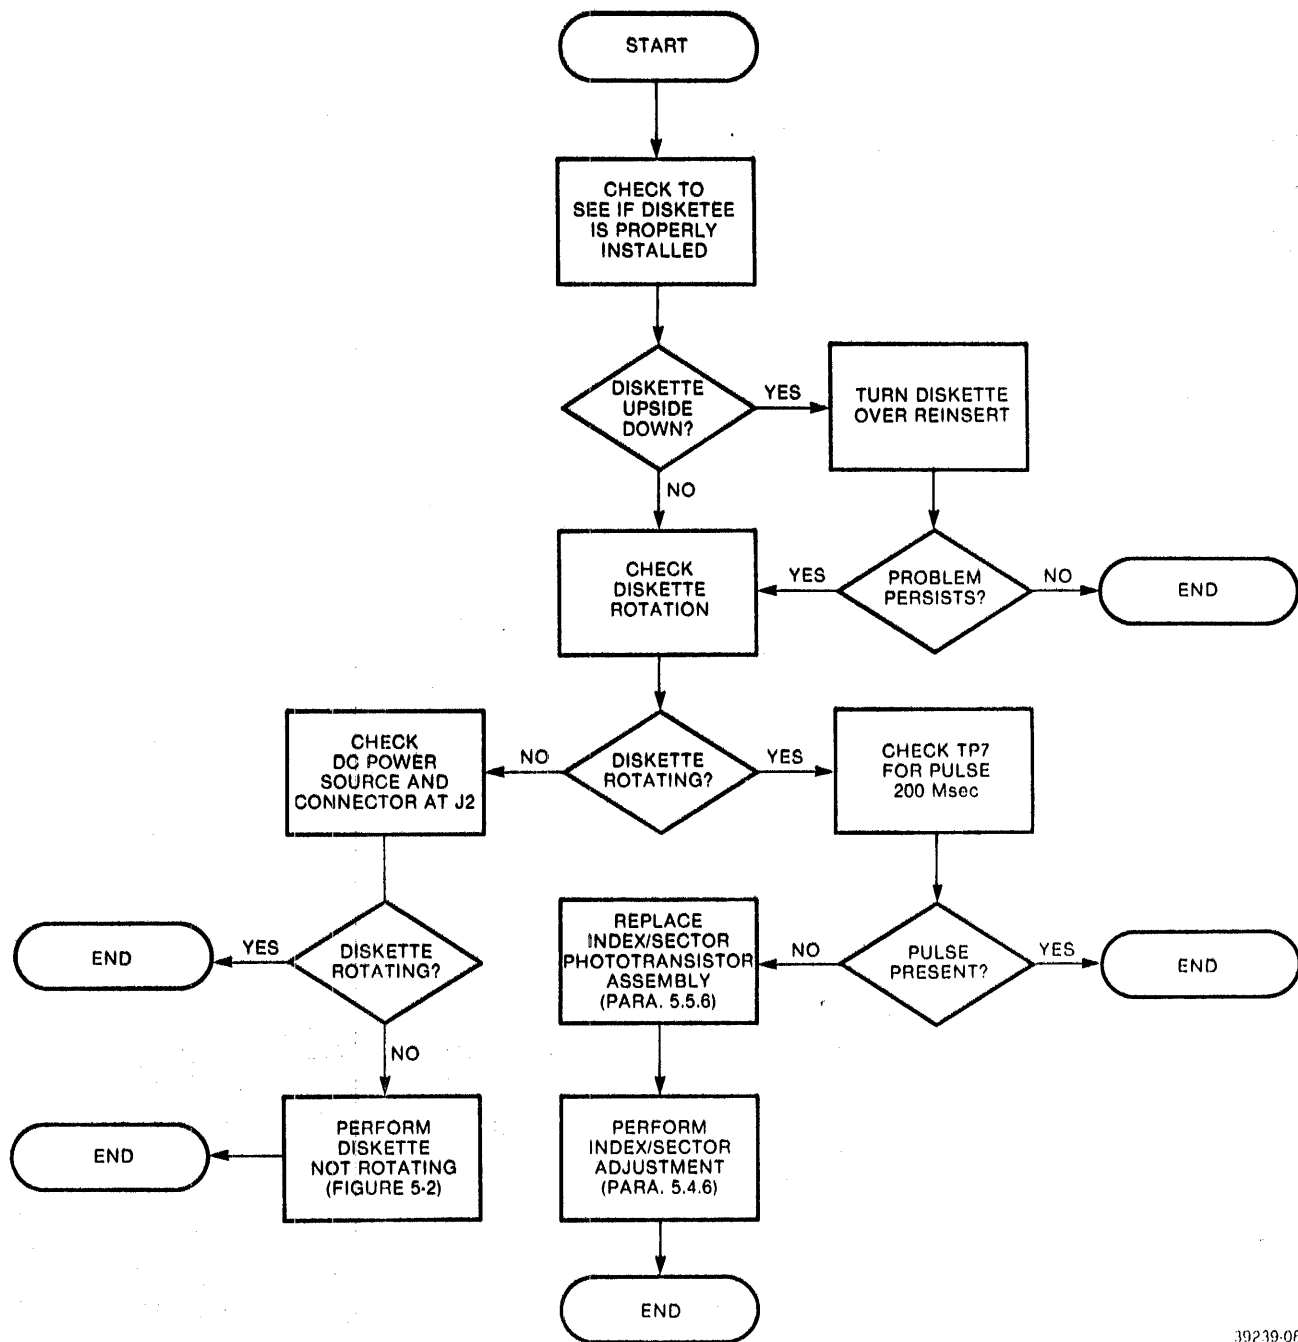 START
CHECK TO
SEE IF DISKETEE
IS PROPERLY
INSTALLED
DISKETTE
UPSIDE
DOWN?
YES
TURN DISKETTE
OVER REINSERT
NO
CHECK
DISKETTE
ROTATION
YES
PROBLEM
PERSISTS?
NO
END
CHECK
DC POWER
SOURCE AND
CONNECTOR AT J2
NO
DISKETTE
ROTATING?
YES
CHECK TP7
FOR PULSE
200 Msec
END
YES
DISKETTE
ROTATING?
REPLACE
INDEX/SECTOR
PHOTOTRANSISTOR
ASSEMBLY
(PARA. 5.5.6)
NO
PULSE
PRESENT?
YES
END
NO
END
PERFORM
DISKETTE
NOT ROTATING
(FIGURE 5-2)
PERFORM
INDEX/SECTOR
ADJUSTMENT
(PARA. 5.4.6)
END